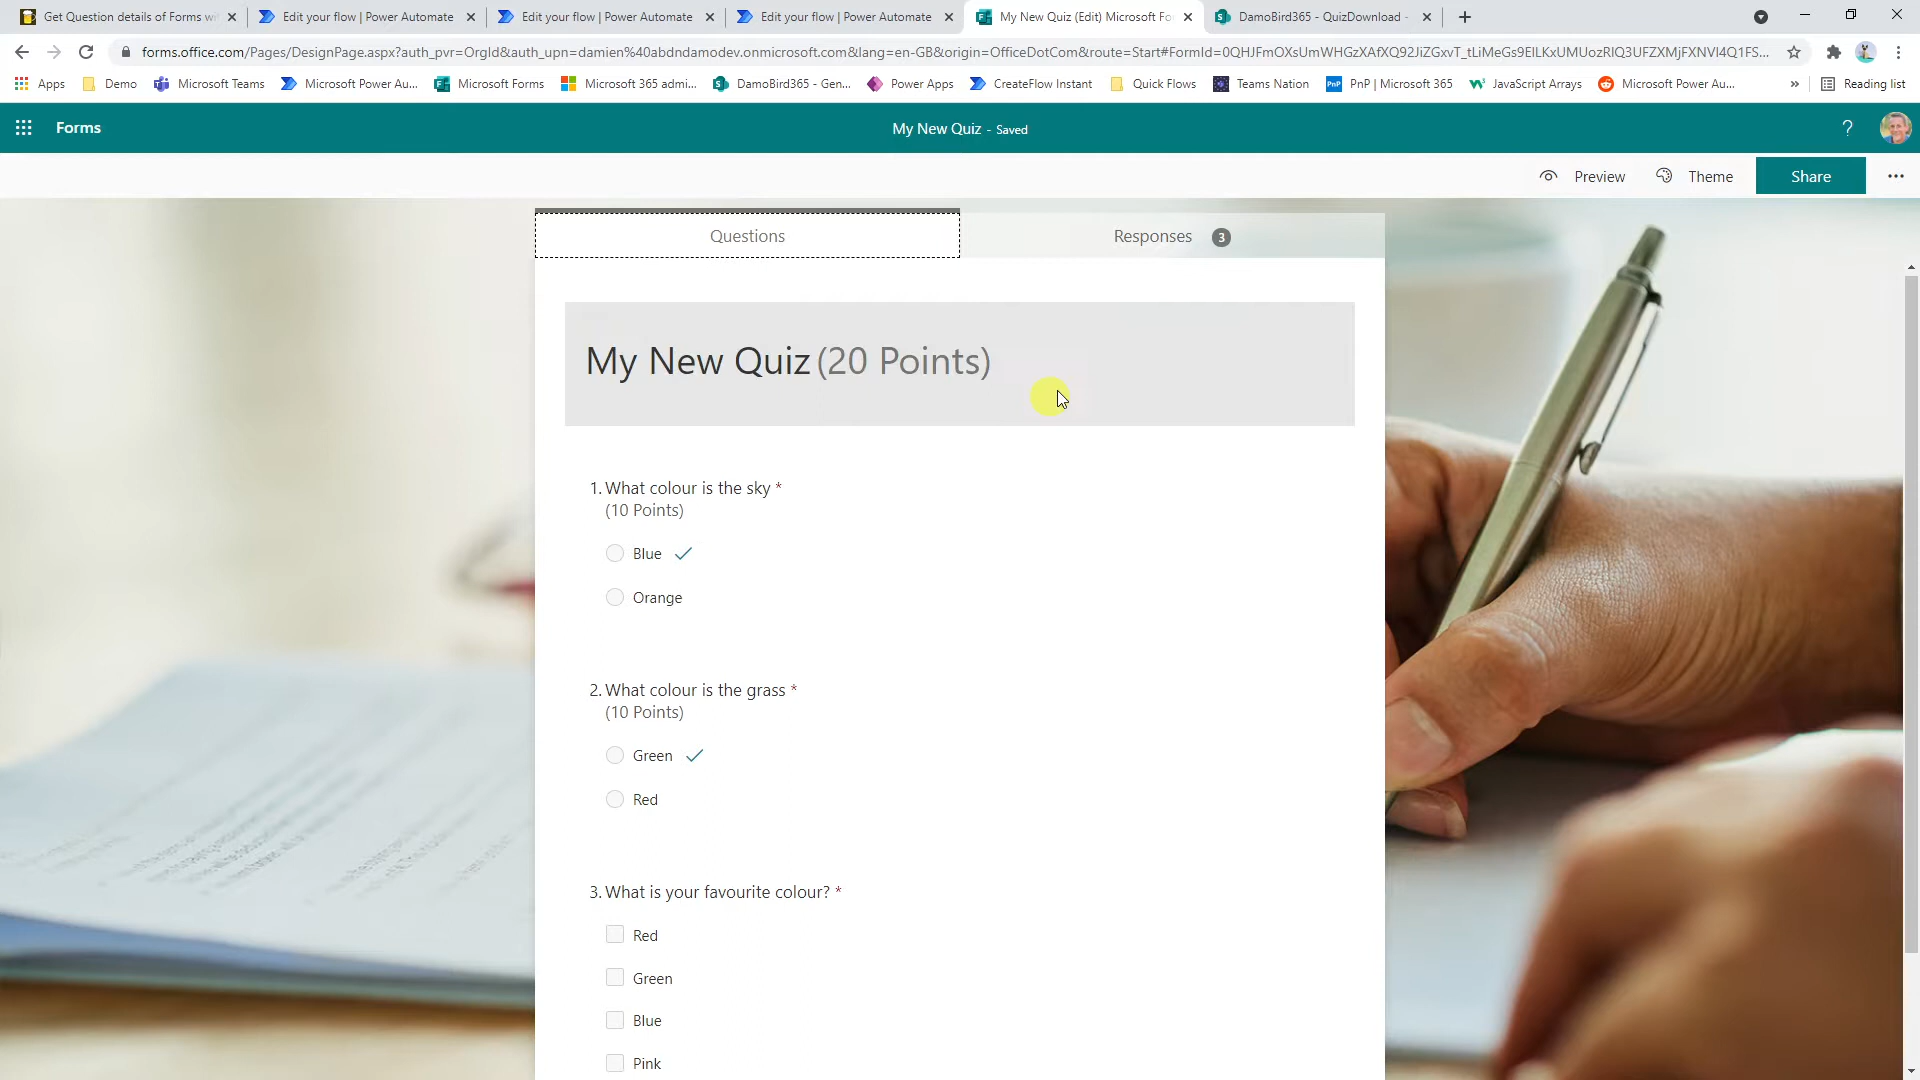 Get Question details of Forms wi
Edit your flow | Power Automate
Edit your flow | Power Automate
Edit your flow | Power Automate
My New Quiz (Edit) Microsoft Fo
DamoBird365 - QuizDownload -
forms.office.com/Pages/DesignPage.aspx?auth_pvr=OrgId&auth_upn=damien%40abdndamodev.onmicrosoft.com&lang=en-GB&origin=OfficeDotCom&route=Start#FormId=0QHJFmOXsUmWHGzXAfXQ92JiZGxvT_tLiMeGs9EILKxUMUozRlQ3UFZXMjFXNVl4Q1FS...
Apps
Demo
Microsoft Teams
Microsoft Power Au...
Microsoft Forms
Microsoft 365 admi...
DamoBird365 - Gen...
Power Apps
CreateFlow Instant
Quick Flows
Teams Nation
PnP PnP | Microsoft 365
JavaScript Arrays
Microsoft Power Au...
»
Reading list
Forms
My New Quiz - Saved
?
Preview
Theme
Share
...
Questions
Responses 3
My New Quiz (20 Points)
1. What colour is the sky *
(10 Points)
Blue
Orange
2. What colour is the grass *
(10 Points)
Green
Red
3. What is your favourite colour? *
Red
Green
Blue
Pink